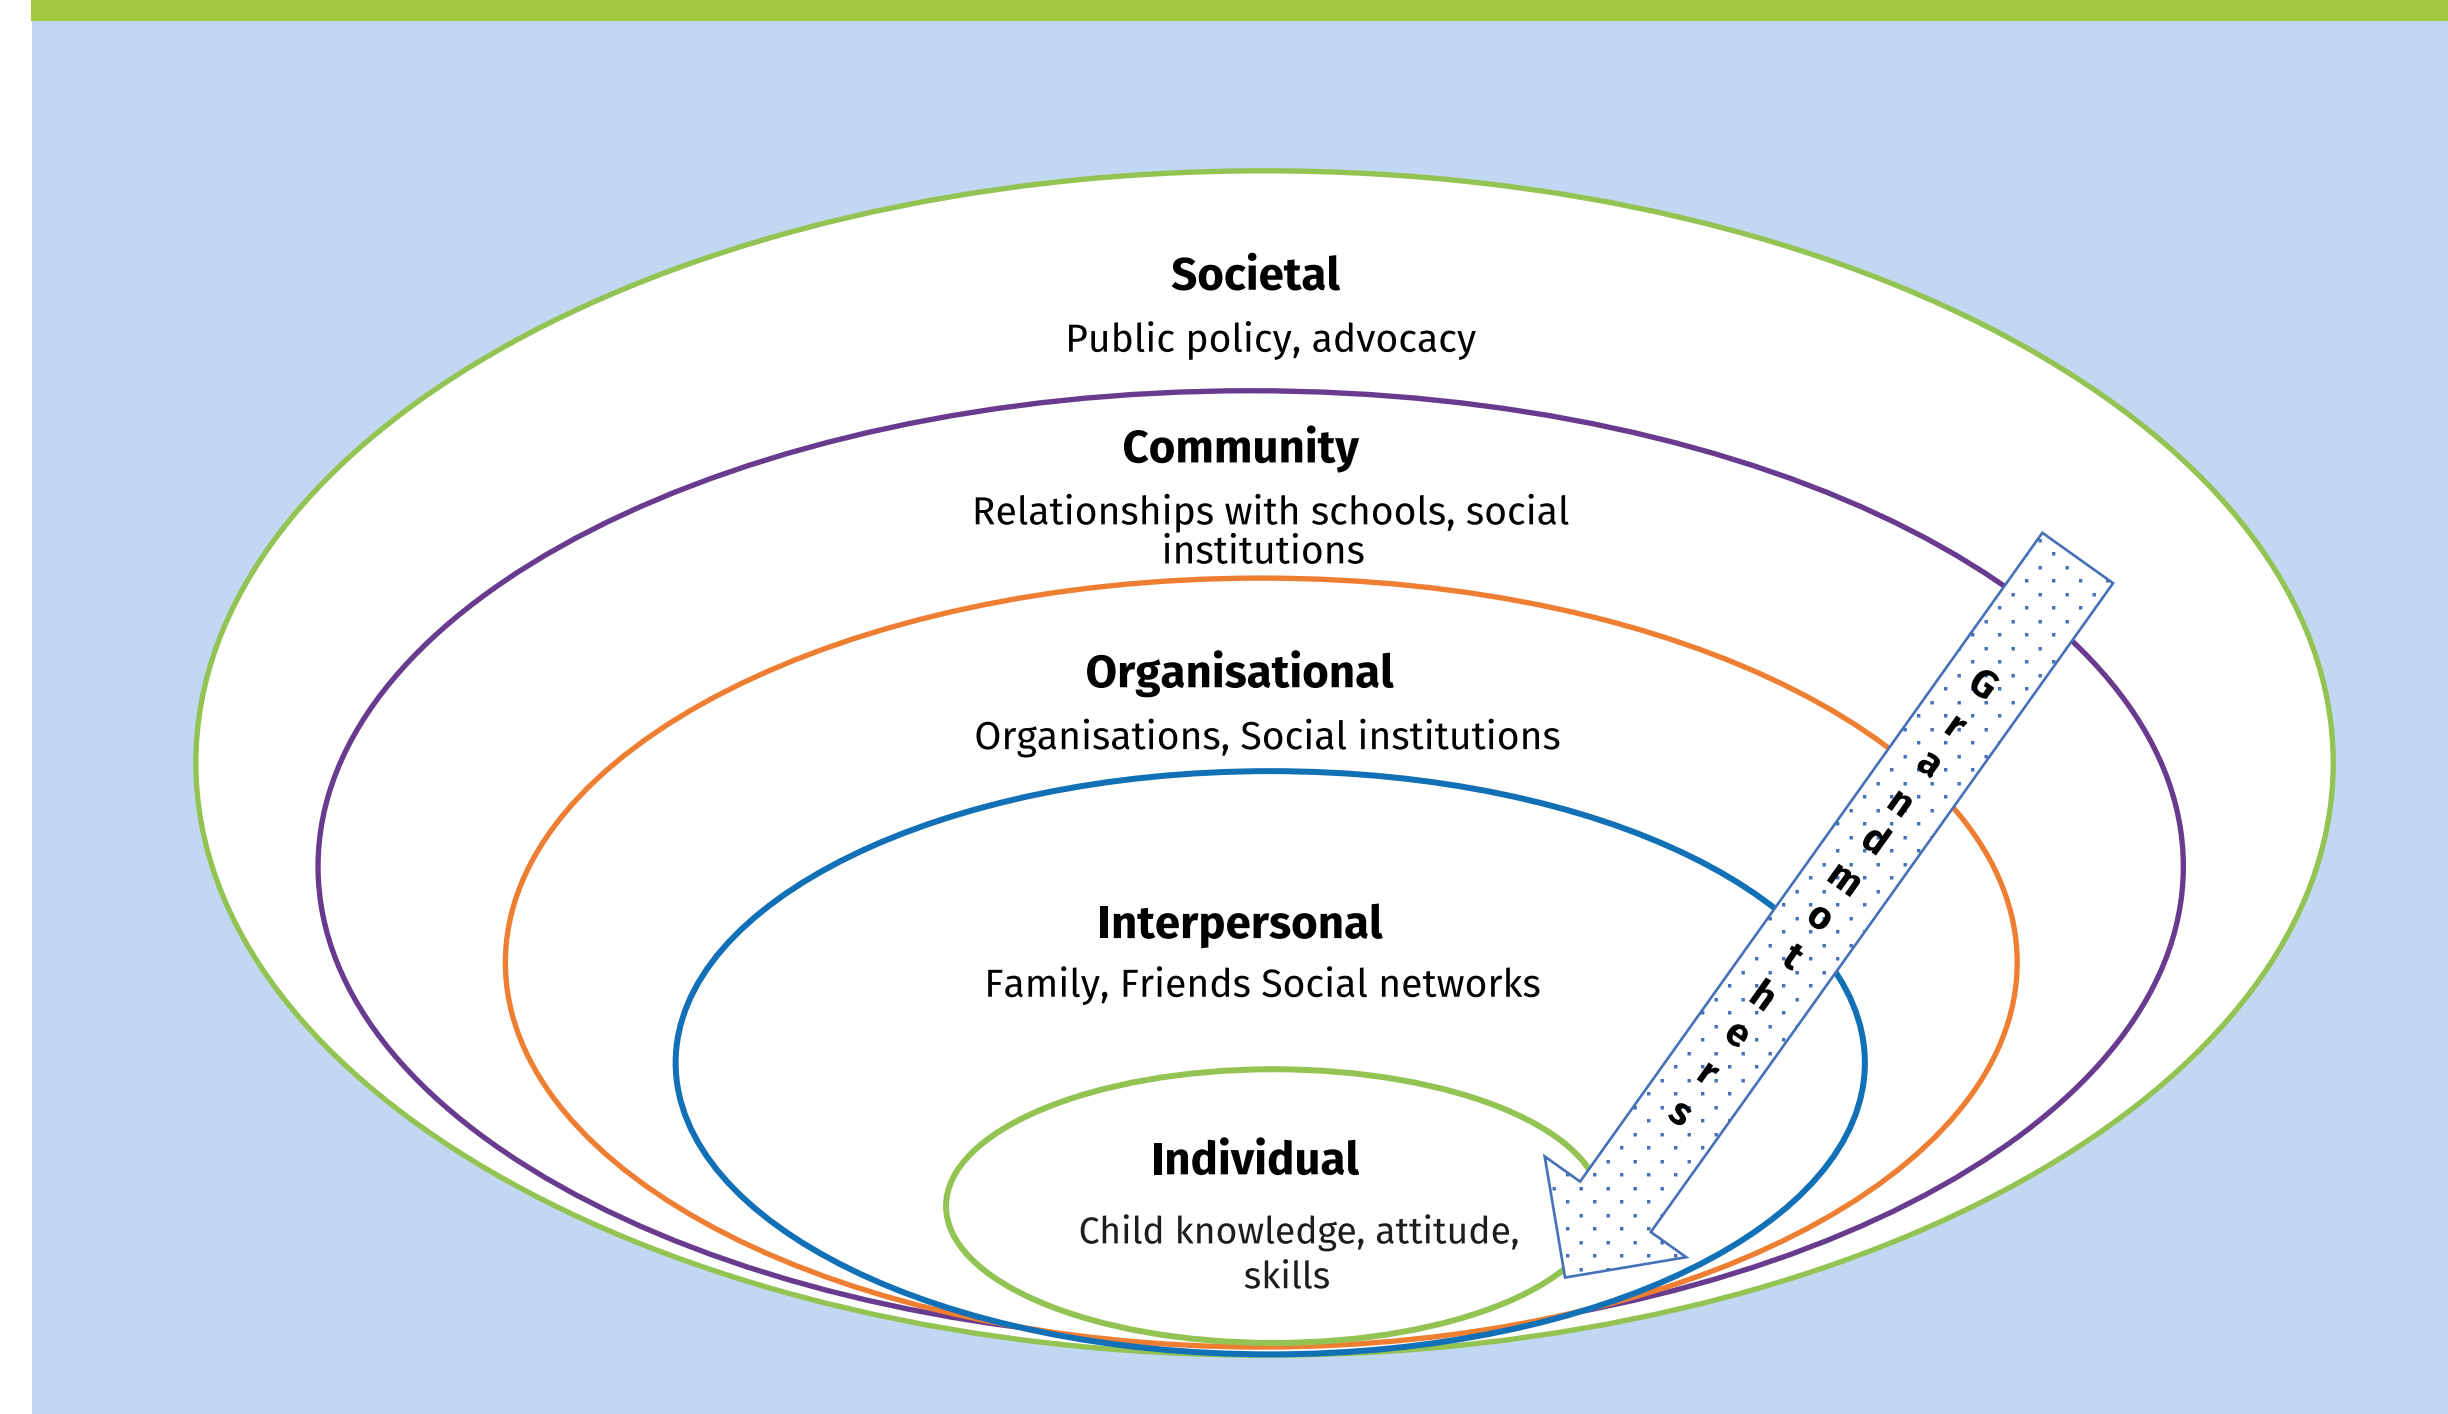 Societal
Public policy, advocacy
Community
Relationships with schools, social
institutions
Organisational
Organisations, Social institutions
Interpersonal
Family, Friends Social networks
Individual
Child knowledge, attitude,
skills
Grandmothers